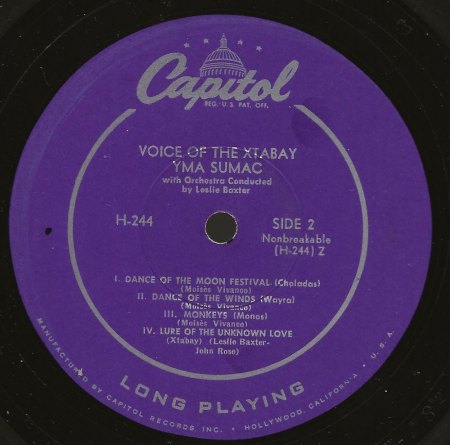 Capitol
REG. U.S. PAT. OFF.
VOICE OF THE XTABAY
YMA SUMAC
with Orchestra Conducted
by Leslie Baxter
H-244
SIDE 2
Nonbreakable
(H-244) Z
I. DANCE OF THE MOON FESTIVAL (Choladas)
(Moisés Vivanco)
II. DANCE OF THE WINDS (Wayra)
(Moisés Vivanco)
III. MONKEYS (Monos)
(Moisés Vivanco)
IV. LURE OF THE UNKNOWN LOVE
(Xtabay) (Leslie Baxter-
John Rose)
LONG PLAYING
MANUFACTURED BY CAPITOL RECORDS INC. • HOLLYWOOD, CALIFORNIA • U.S.A.